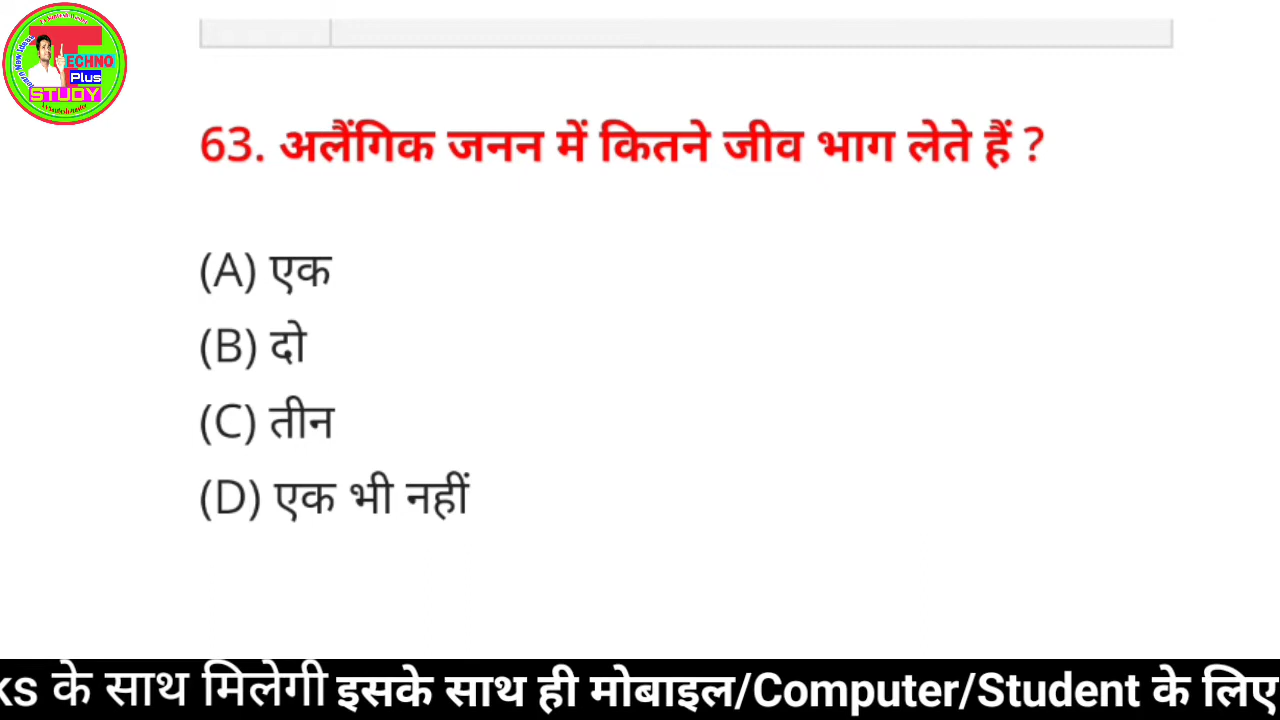 TECHNO
Plus
STUDY
63. अलैंगिक जनन में कितने जीव भाग लेते हैं ?
(A) एक
(B) दो
(C) तीन
(D) एक भी नहीं
ks के साथ मिलेगी इसके साथ ही मोबाइल/Computer/Student के लिए